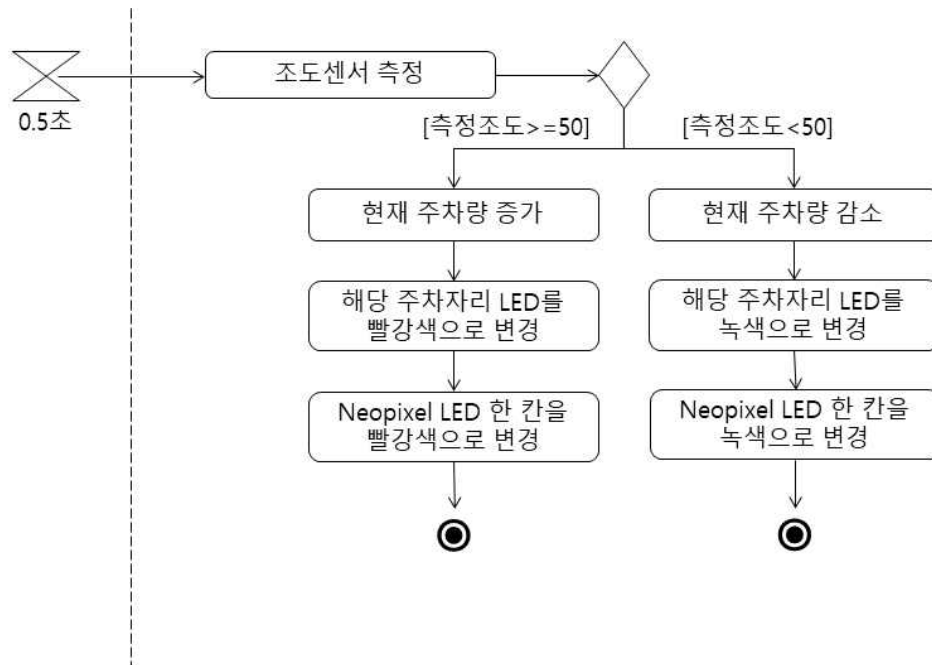 조도센서 측정
0.5초
[측정조도>=50]
[측정조도<50]
현재 주차량 증가
현재 주차량 감소
해당 주차자리 LED를
빨강색으로 변경
해당 주차자리 LED를
녹색으로 변경
Neopixel LED 한 칸을
빨강색으로 변경
Neopixel LED 한 칸을
녹색으로 변경